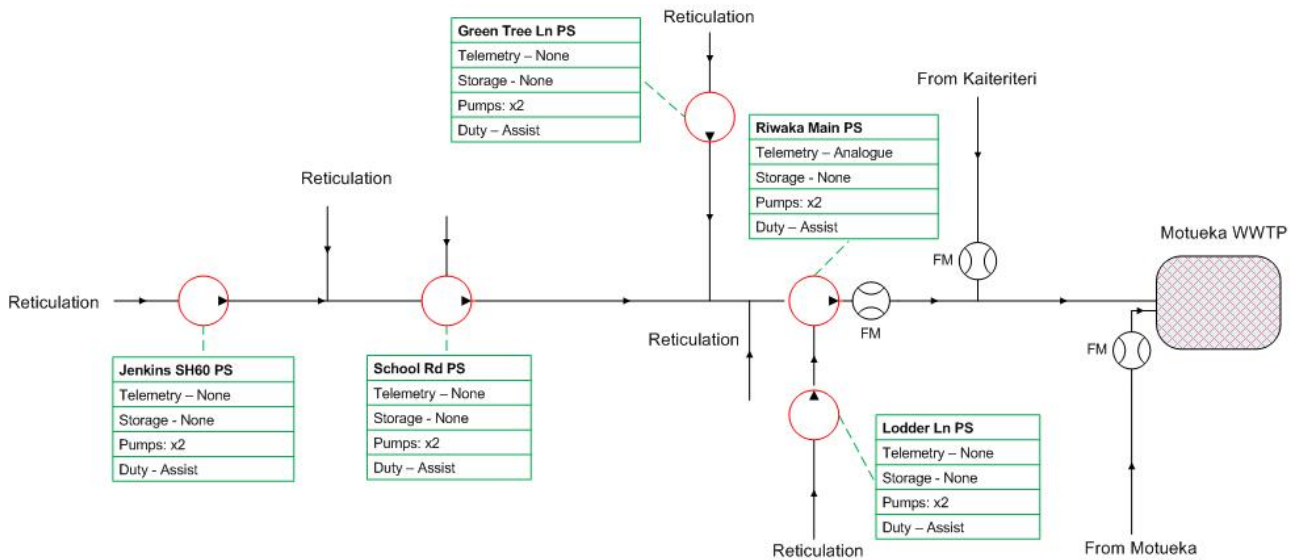 Reticulation
Green Tree Ln PS
Telemetry – None
Storage - None
Pumps: x2
Duty – Assist
From Kaiteriteri
Riwaka Main PS
Telemetry – Analogue
Storage – None
Pumps: x2
Duty – Assist
Reticulation
FM
Motueka WWTP
Reticulation
FM
Reticulation
FM
Jenkins SH60 PS
Telemetry – None
Storage - None
Pumps: x2
Duty - Assist
School Rd PS
Telemetry – None
Storage - None
Pumps: x2
Duty – Assist
Lodder Ln PS
Telemetry – None
Storage - None
Pumps: x2
Duty – Assist
Reticulation
From Motueka